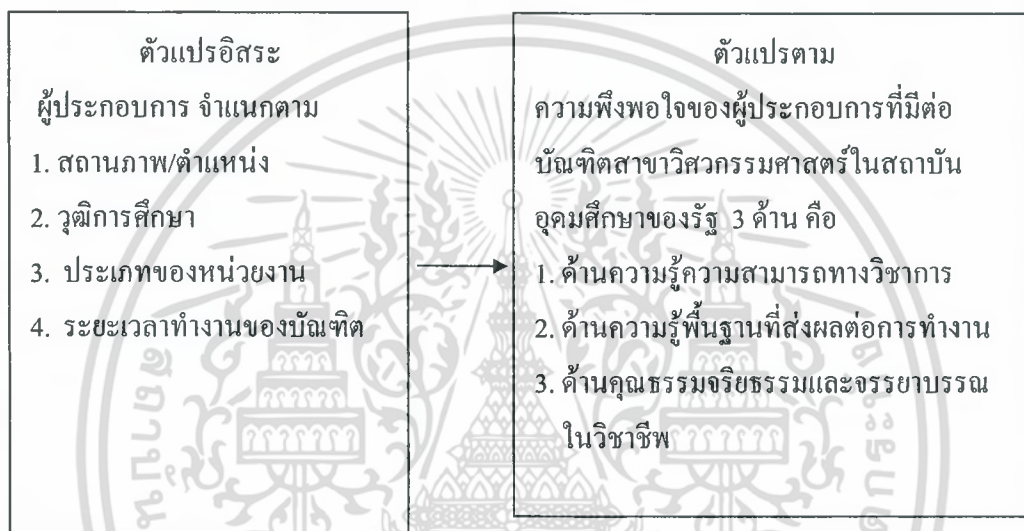 ตัวแปรอิสระ
ผู้ประกอบการ จำแนกตาม
1. สถานภาพ/ตำแหน่ง
2. วุฒิการศึกษา
3. ประเภทของหน่วยงาน
4. ระยะเวลาทำงานของบัณฑิต
ตัวแปรตาม
ความพึงพอใจของผู้ประกอบการที่มีต่อ
บัณฑิตสาขาวิศวกรรมศาสตร์ในสถาบัน
อุดมศึกษาของรัฐ 3 ด้าน คือ
1. ด้านความรู้ความสามารถทางวิชาการ
2. ด้านความรู้พื้นฐานที่ส่งผลต่อการทำงาน
3. ด้านคุณธรรมจริยธรรมและจรรยาบรรณ
ในวิชาชีพ